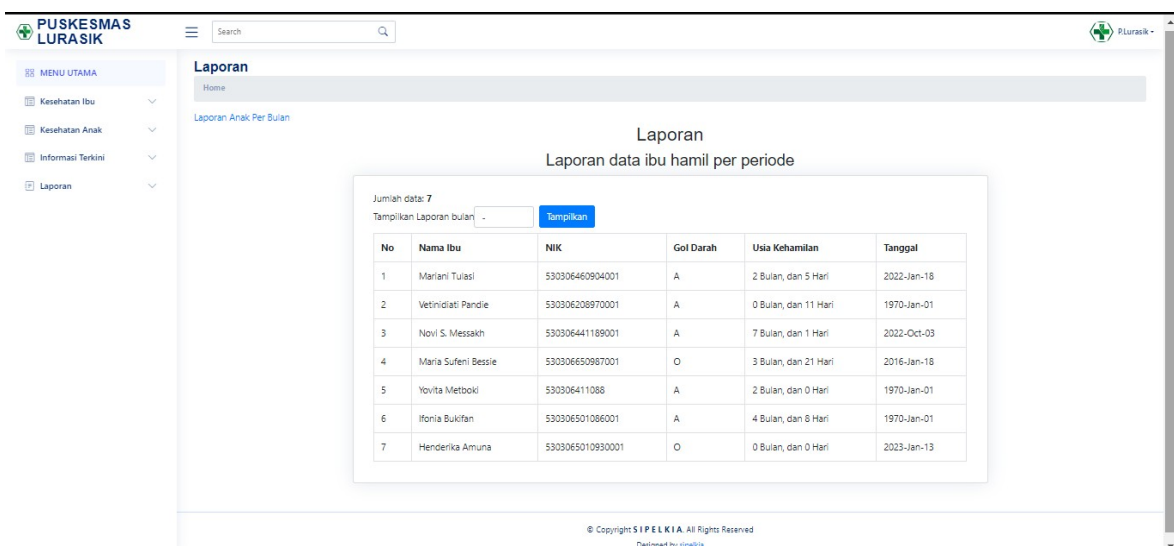 PUSKESMAS
LURASIK
Search
P.Lurasik
MENU UTAMA
Kesehatan Ibu
Kesehatan Anak
Informasi Terkini
Laporan
Laporan
Home
Laporan Anak Per Bulan
Laporan
Laporan data ibu hamil per periode
Jumlah data: 7
Tampilkan Laporan bulan - Tampilkan
No Nama Ibu NIK Gol Darah Usia Kehamilan Tanggal
1 Mariani Tulasi 530306460904001 A 2 Bulan, dan 5 Hari 2022-Jan-18
2 Vetinidiati Pandie 530306208970001 A 0 Bulan, dan 11 Hari 1970-Jan-01
3 Novi S. Messakh 530306441189001 A 7 Bulan, dan 1 Hari 2022-Oct-03
4 Maria Sufeni Bessie 530306650987001 O 3 Bulan, dan 21 Hari 2016-Jan-18
5 Yovita Metboki 530306411088 A 2 Bulan, dan 0 Hari 1970-Jan-01
6 Ifonia Bukifan 530306501086001 A 4 Bulan, dan 8 Hari 1970-Jan-01
7 Henderika Amuna 5303065010930001 O 0 Bulan, dan 0 Hari 2023-Jan-13
© Copyright S I P E L K I A. All Rights Reserved
Designed by sipelkia